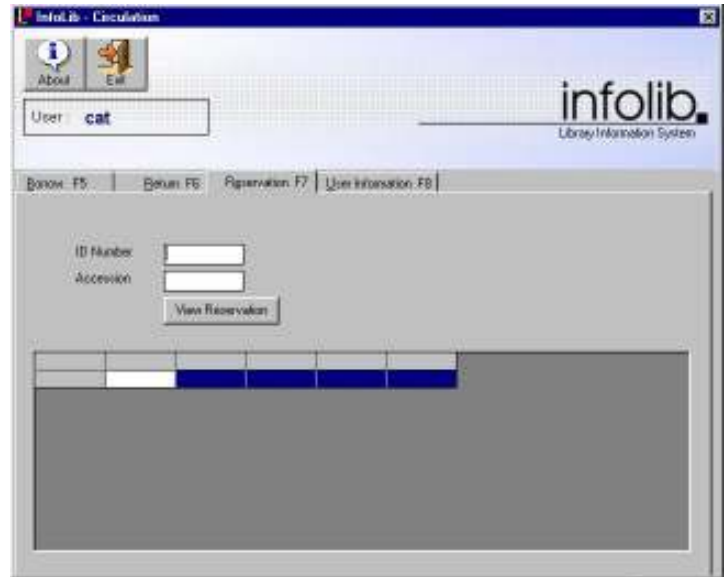 InfoLib - Circulation
About
Exit
User cat
infolib.
Library Information System
Borrow F5
Return F6
Reservation F7
User Information F8
ID Number
Accession
View Reservation